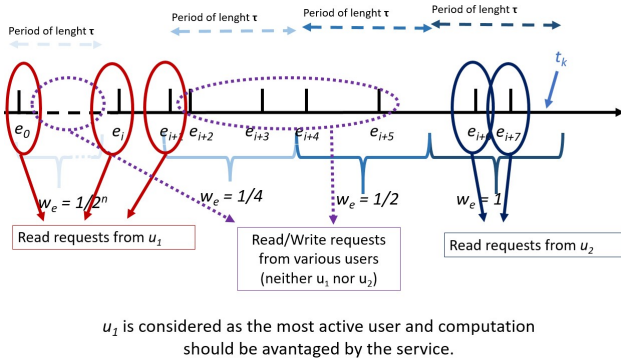 Period of lenght τ
Period of lenght τ
Period of lenght τ
Period of lenght τ
t_k
e_0
e_i
e_i+1
e_i+2
e_i+3
e_i+4
e_i+5
e_i+6
e_i+7
w_e = 1/2^n
w_e = 1/4
w_e = 1/2
w_e = 1
Read requests from u_1
Read/Write requests
from various users
(neither u_1 nor u_2)
Read requests from u_2
u_1 is considered as the most active user and computation
should be avantaged by the service.